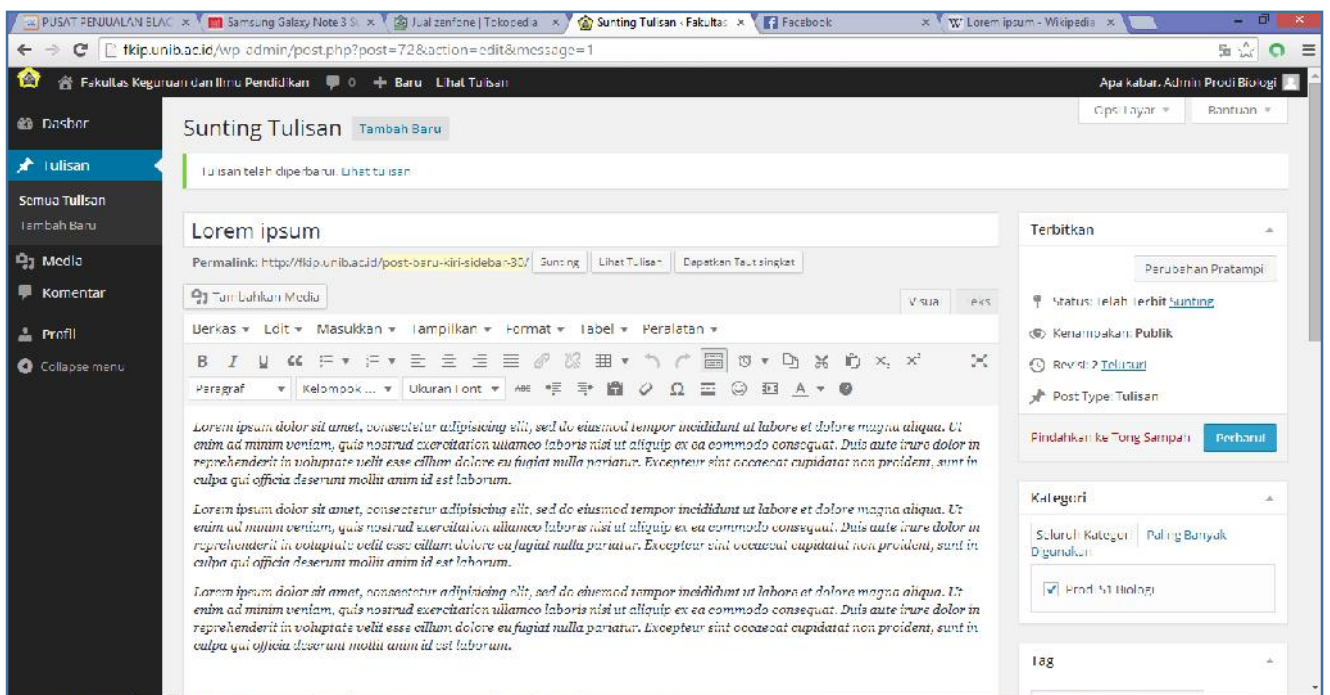 PUSAT PENJUALAN BLAC
Samsung Galaxy Note 3 S
Jual zenfone | Tokopedia
Sunting Tulisan ‹ Fakultas
Facebook
Lorem ipsum - Wikipedia
fkip.unib.ac.id/wp-admin/post.php?post=72&action=edit&message=1
Fakultas Keguruan dan Ilmu Pendidikan 0 Baru Lihat Tulisan
Apa kabar, Admin Prodi Biologi
Dasbor
Opsi Layar
Bantuan
Sunting Tulisan Tambah Baru
Tulisan
Tulisan telah diperbarui. Lihat tulisan
Semua Tulisan
Tambah Baru
Lorem ipsum
Terbitkan
Permalink: http://fkip.unib.ac.id/post-baru-kiri-sidebar-30/ Sunting Lihat Tulisan Dapatkan Taut singkat
Media
Perubahan Pratampil
Komentar
Tambahkan Media
Visual Teks
Status: Telah Terbit Sunting
Berkas Edit Masukkan Tampilkan Format Tabel Peralatan
Profil
Kenampakan: Publik
Collapse menu
Revisi: 2 Telusuri
Paragraf Kelompok ... Ukuran Font
Post Type: Tulisan
Pindahkan ke Tong Sampah Perbarui
Lorem ipsum dolor sit amet, consectetur adipisicing elit, sed do eiusmod tempor incididunt ut labore et dolore magna aliqua. Ut
enim ad minim veniam, quis nostrud exercitation ullamco laboris nisi ut aliquip ex ea commodo consequat. Duis aute irure dolor in
reprehenderit in voluptate velit esse cillum dolore eu fugiat nulla pariatur. Excepteur sint occaecat cupidatat non proident, sunt in
culpa qui officia deserunt mollit anim id est laborum.
Lorem ipsum dolor sit amet, consectetur adipisicing elit, sed do eiusmod tempor incididunt ut labore et dolore magna aliqua. Ut
enim ad minim veniam, quis nostrud exercitation ullamco laboris nisi ut aliquip ex ea commodo consequat. Duis aute irure dolor in
reprehenderit in voluptate velit esse cillum dolore eu fugiat nulla pariatur. Excepteur sint occaecat cupidatat non proident, sunt in
culpa qui officia deserunt mollit anim id est laborum.
Lorem ipsum dolor sit amet, consectetur adipisicing elit, sed do eiusmod tempor incididunt ut labore et dolore magna aliqua. Ut
enim ad minim veniam, quis nostrud exercitation ullamco laboris nisi ut aliquip ex ea commodo consequat. Duis aute irure dolor in
reprehenderit in voluptate velit esse cillum dolore eu fugiat nulla pariatur. Excepteur sint occaecat cupidatat non proident, sunt in
culpa qui officia deserunt mollit anim id est laborum.
Kategori
Seluruh Kategori Paling Banyak
Digunakan
Prodi S1 Biologi
Tag